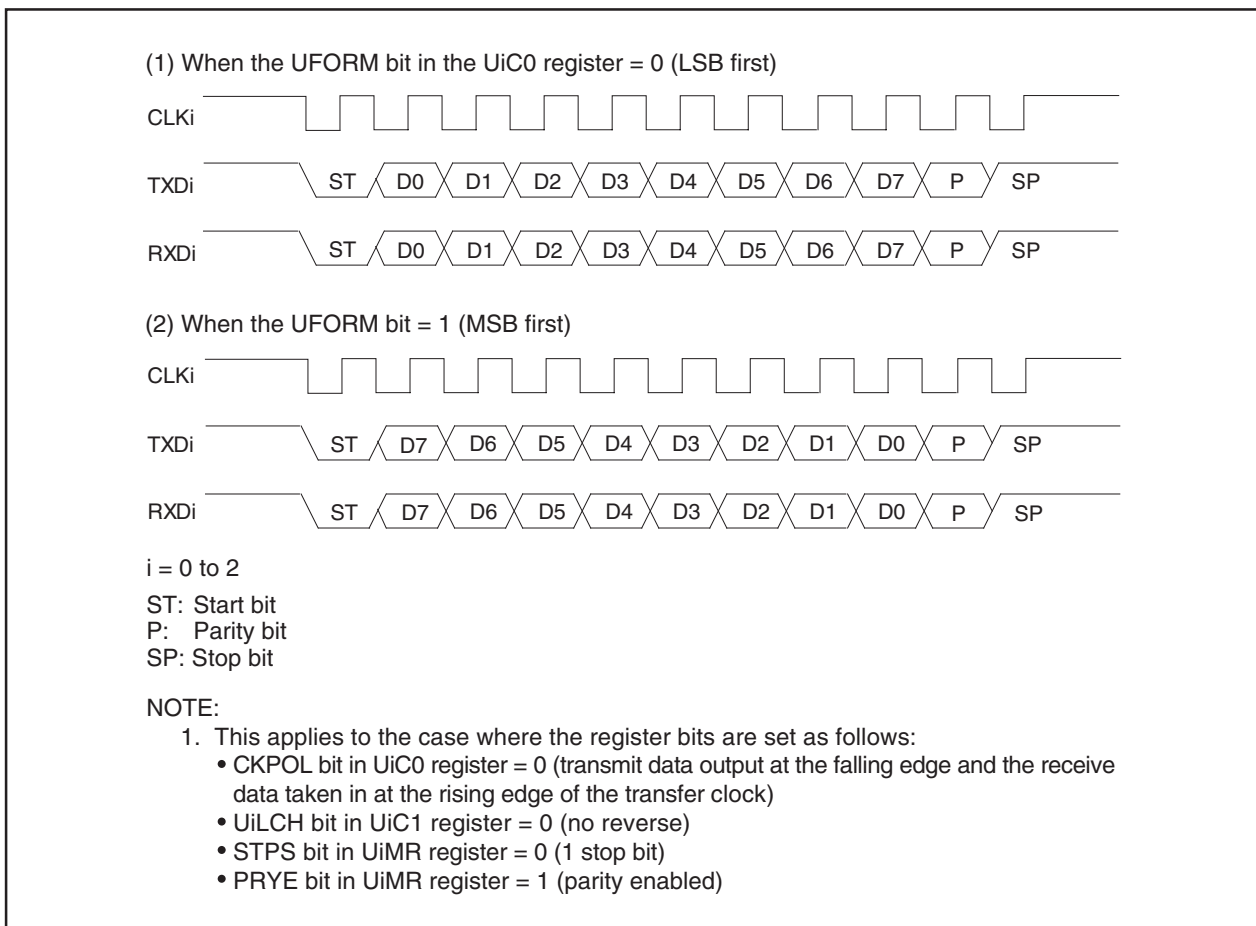 (1) When the UFORM bit in the UiC0 register = 0 (LSB first)
CLKi
TXDi ST D0 D1 D2 D3 D4 D5 D6 D7 P SP
RXDi ST D0 D1 D2 D3 D4 D5 D6 D7 P SP
(2) When the UFORM bit = 1 (MSB first)
CLKi
TXDi ST D7 D6 D5 D4 D3 D2 D1 D0 P SP
RXDi ST D7 D6 D5 D4 D3 D2 D1 D0 P SP
i = 0 to 2
ST: Start bit
P: Parity bit
SP: Stop bit
NOTE:
1. This applies to the case where the register bits are set as follows:
• CKPOL bit in UiC0 register = 0 (transmit data output at the falling edge and the receive
data taken in at the rising edge of the transfer clock)
• UiLCH bit in UiC1 register = 0 (no reverse)
• STPS bit in UiMR register = 0 (1 stop bit)
• PRYE bit in UiMR register = 1 (parity enabled)